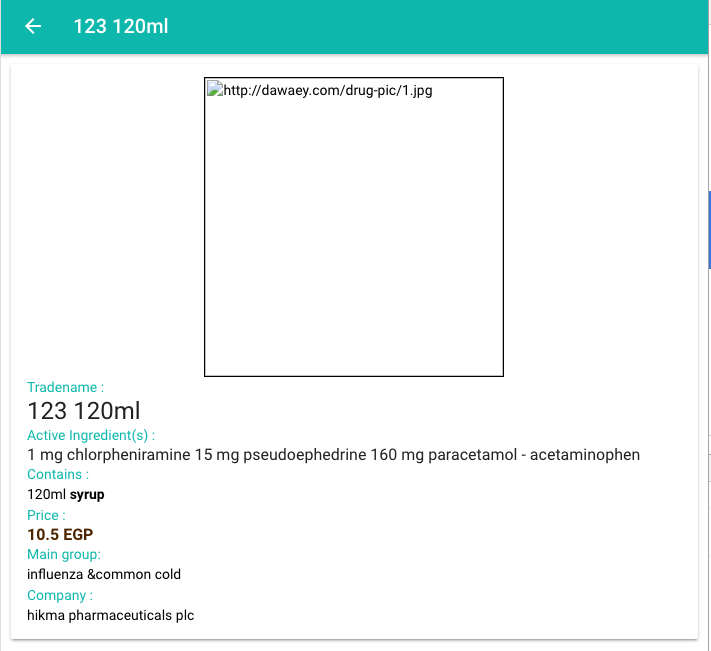 123 120ml
http://dawaey.com/drug-pic/1.jpg
Tradename :
123 120ml
Active Ingredient(s) :
1 mg chlorpheniramine 15 mg pseudoephedrine 160 mg paracetamol - acetaminophen
Contains :
120ml syrup
Price :
10.5 EGP
Main group:
influenza &common cold
Company :
hikma pharmaceuticals plc